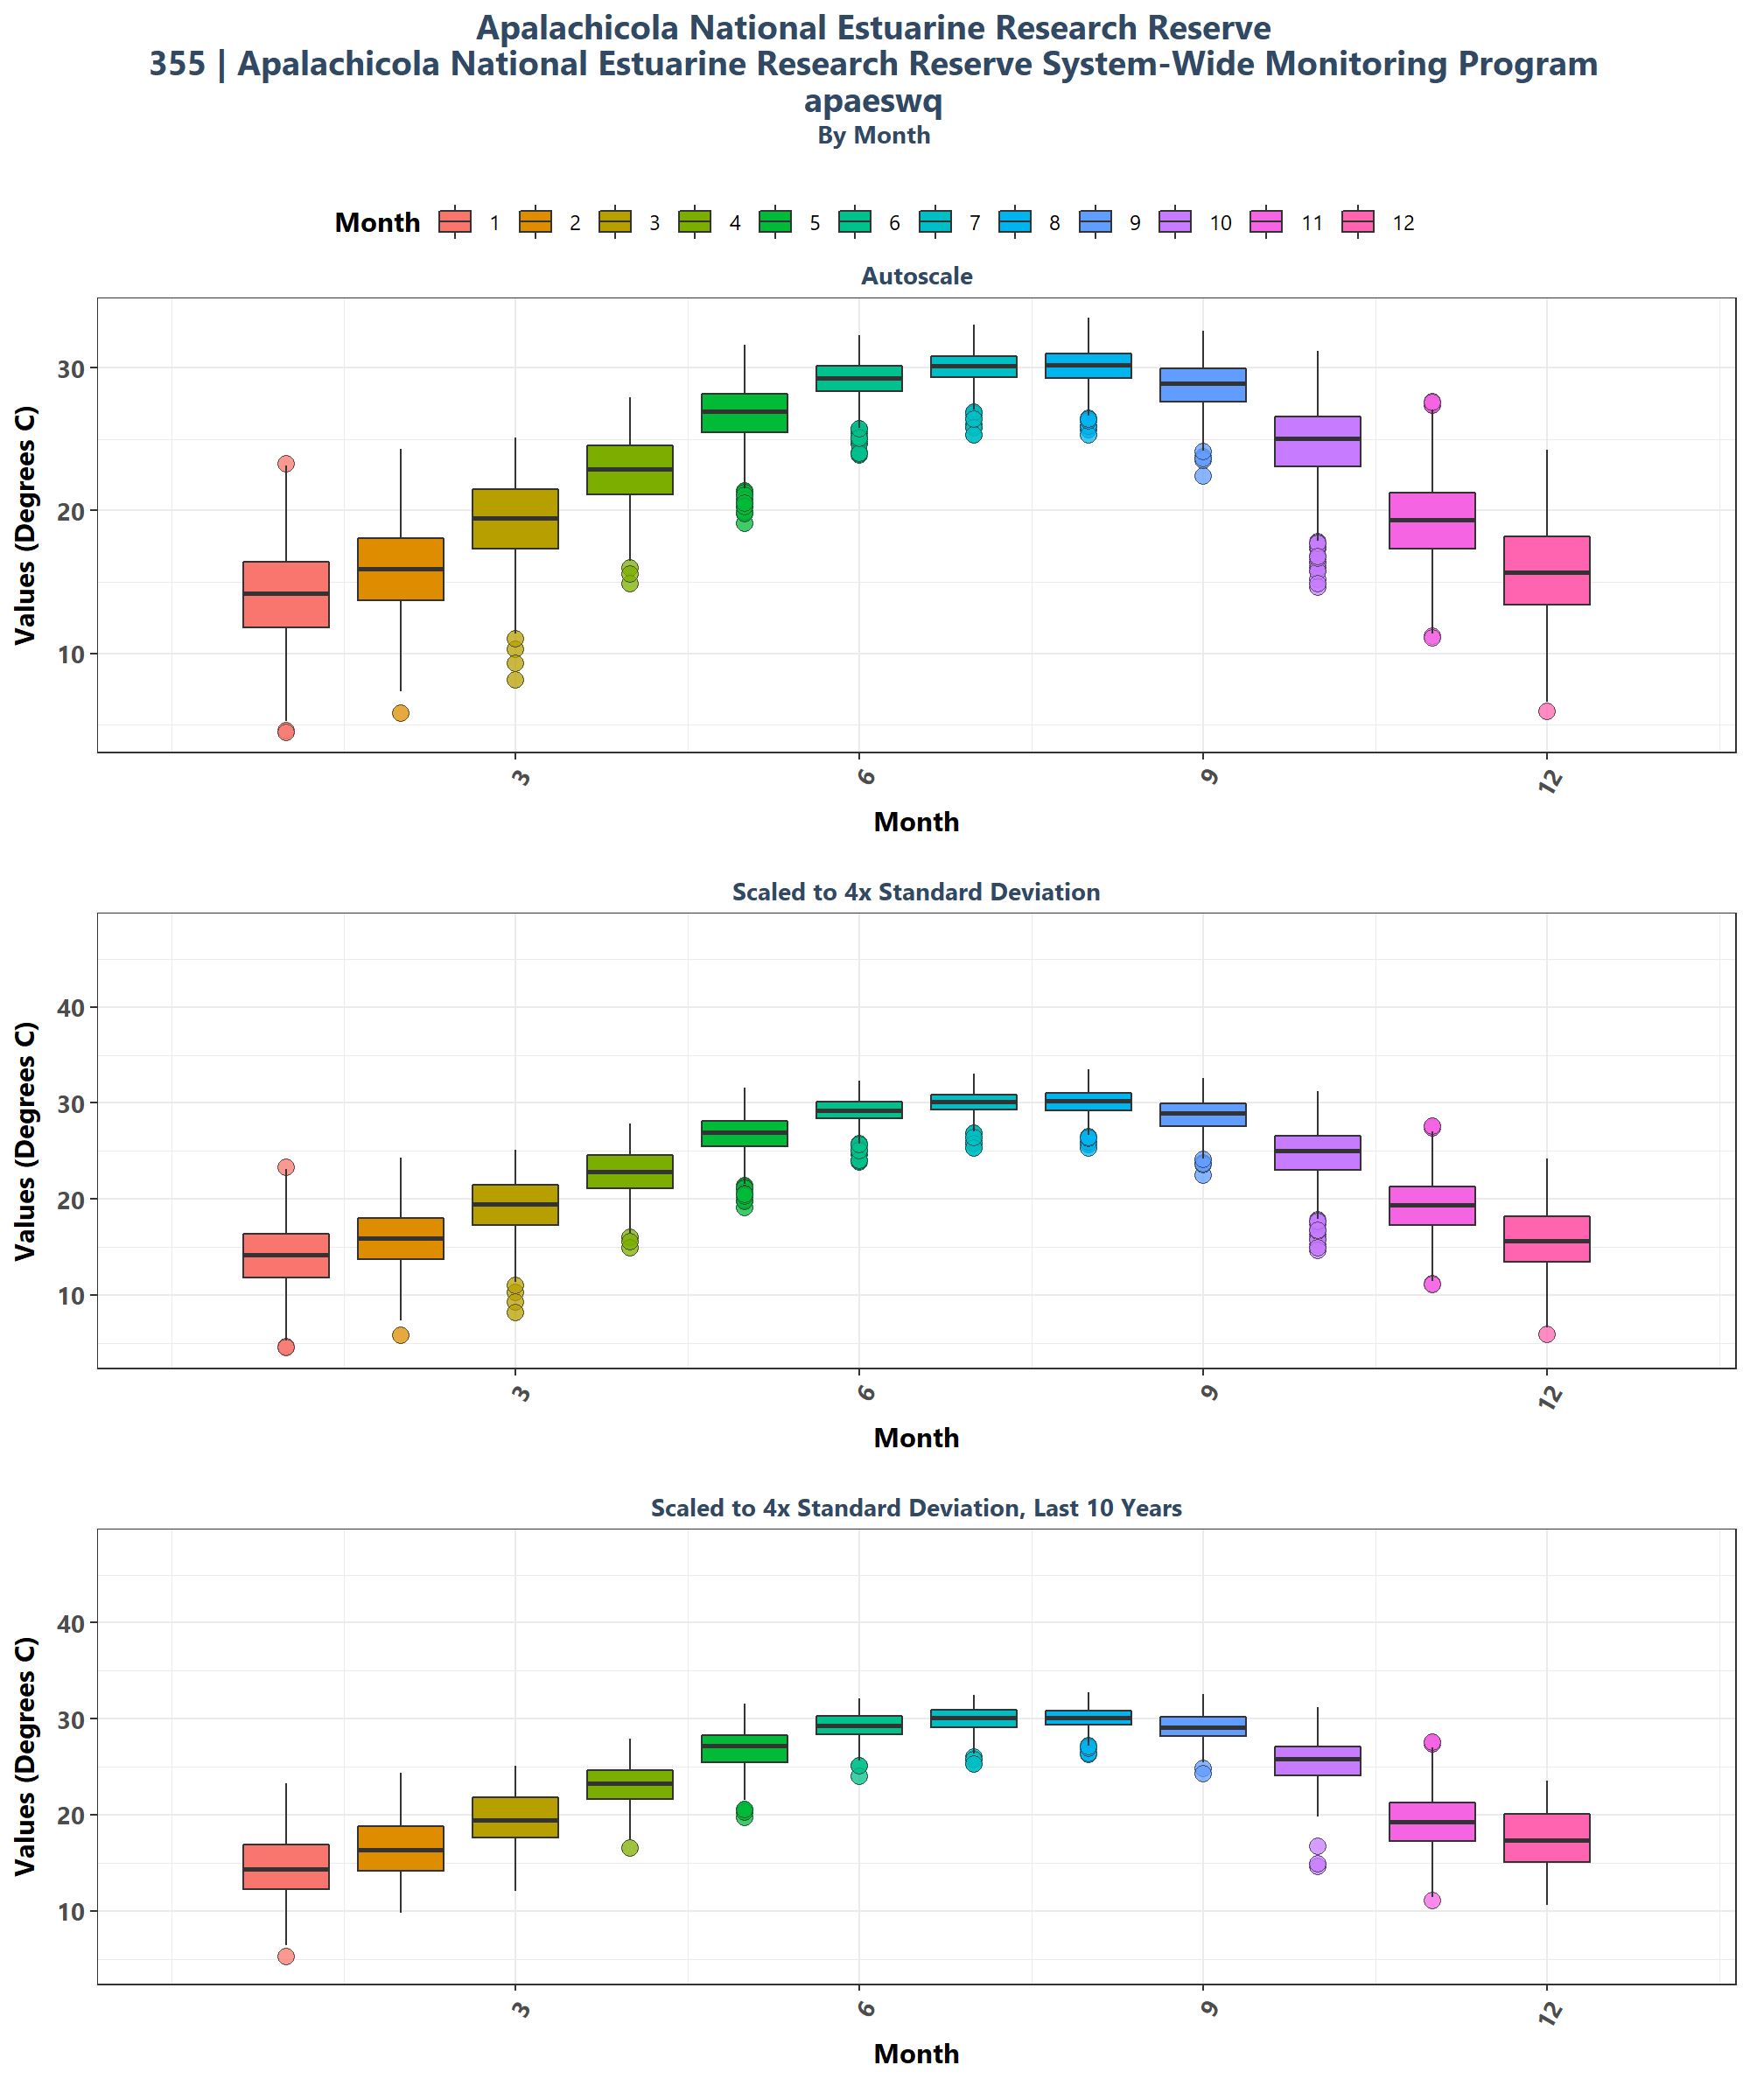 Apalachicola National Estuarine Research Reserve
355 | Apalachicola National Estuarine Research Reserve System-Wide Monitoring Program
apaeswq
By Month
Month 1 2 3 4 5 6 7 8 9 10 11 12
Autoscale
Values (Degrees C)
30
20
10
3 6 9 12
Month
Scaled to 4x Standard Deviation
Values (Degrees C)
40
30
20
10
3 6 9 12
Month
Scaled to 4x Standard Deviation, Last 10 Years
Values (Degrees C)
40
30
20
10
3 6 9 12
Month